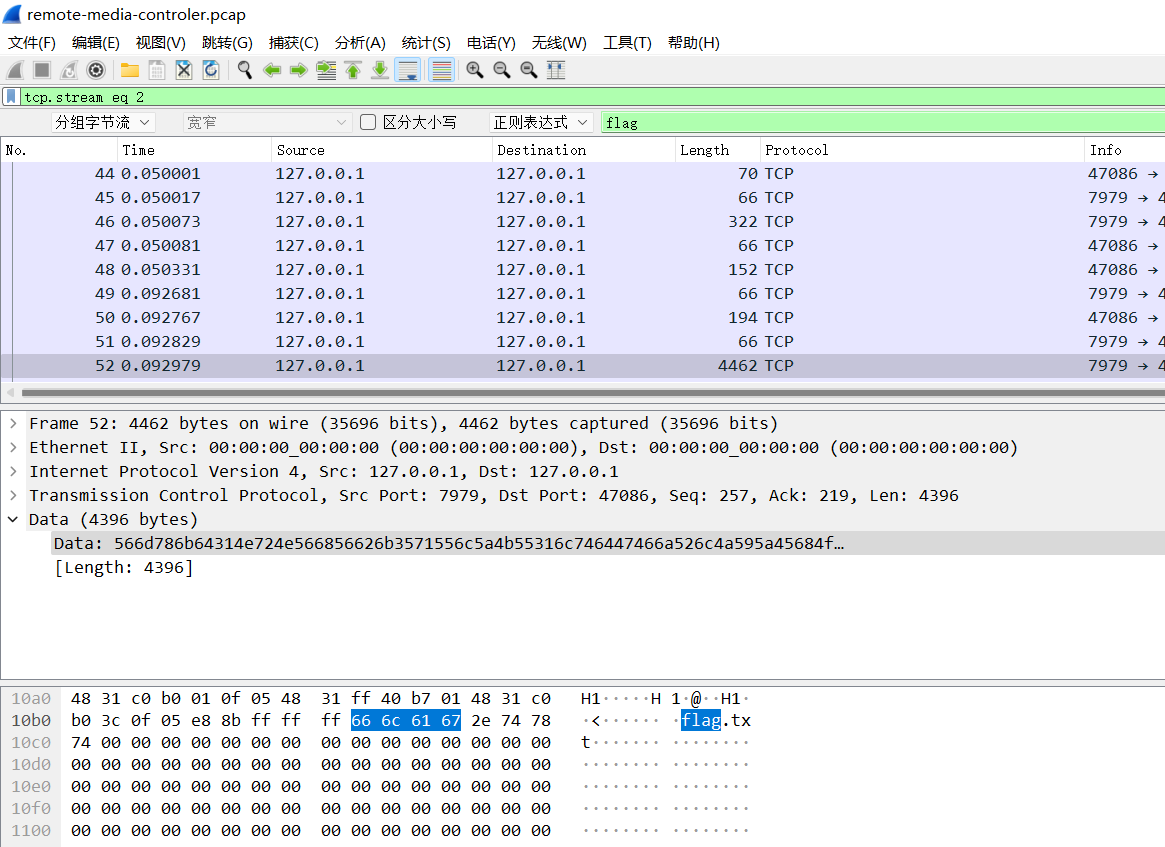 remote-media-controler.pcap
文件(F) 编辑(E) 视图(V) 跳转(G) 捕获(C) 分析(A) 统计(S) 电话(Y) 无线(W) 工具(T) 帮助(H)
tcp.stream eq 2
分组字节流 宽窄 区分大小写 正则表达式 flag
No. Time Source Destination Length Protocol Info
44 0.050001 127.0.0.1 127.0.0.1 70 TCP 47086 →
45 0.050017 127.0.0.1 127.0.0.1 66 TCP 7979 → 4
46 0.050073 127.0.0.1 127.0.0.1 322 TCP 7979 → 4
47 0.050081 127.0.0.1 127.0.0.1 66 TCP 47086 →
48 0.050331 127.0.0.1 127.0.0.1 152 TCP 47086 →
49 0.092681 127.0.0.1 127.0.0.1 66 TCP 7979 → 4
50 0.092767 127.0.0.1 127.0.0.1 194 TCP 47086 →
51 0.092829 127.0.0.1 127.0.0.1 66 TCP 7979 → 4
52 0.092979 127.0.0.1 127.0.0.1 4462 TCP 7979 → 4
Frame 52: 4462 bytes on wire (35696 bits), 4462 bytes captured (35696 bits)
Ethernet II, Src: 00:00:00_00:00:00 (00:00:00:00:00:00), Dst: 00:00:00_00:00:00 (00:00:00:00:00:00)
Internet Protocol Version 4, Src: 127.0.0.1, Dst: 127.0.0.1
Transmission Control Protocol, Src Port: 7979, Dst Port: 47086, Seq: 257, Ack: 219, Len: 4396
Data (4396 bytes)
Data: 566d786b64314e724e566856626b3571556c5a4b55316c746447466a526c4a595a45684f…
[Length: 4396]
10a0 48 31 c0 b0 01 0f 05 48 31 ff 40 b7 01 48 31 c0 H1·····H 1·@··H1·
10b0 b0 3c 0f 05 e8 8b ff ff ff 66 6c 61 67 2e 74 78 ·<······ ·flag.tx
10c0 74 00 00 00 00 00 00 00 00 00 00 00 00 00 00 00 t······· ········
10d0 00 00 00 00 00 00 00 00 00 00 00 00 00 00 00 00 ········ ········
10e0 00 00 00 00 00 00 00 00 00 00 00 00 00 00 00 00 ········ ········
10f0 00 00 00 00 00 00 00 00 00 00 00 00 00 00 00 00 ········ ········
1100 00 00 00 00 00 00 00 00 00 00 00 00 00 00 00 00 ········ ········